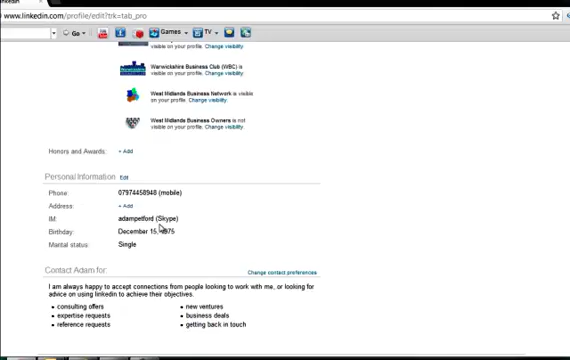 linkedin
www.linkedin.com/profile/edit?trk=tab_pro
Go Games TV
visible on your profile. Change visibility
Warwickshire Business Club (WBC) is
visible on your profile. Change visibility
West Midlands Business Network is visible
on your profile. Change visibility
West Midlands Business Owners is not
visible on your profile. Change visibility
Honors and Awards: + Add
Personal Information Edit
Phone: 07974458948 (mobile)
Address: + Add
IM: adampetford (Skype)
Birthday: December 15, 1975
Marital status: Single
Contact Adam for: Change contact preferences
I am always happy to accept connections from people looking to work with me, or looking for
advice on using linkedin to achieve their objectives.
• consulting offers • new ventures
• expertise requests • business deals
• reference requests • getting back in touch